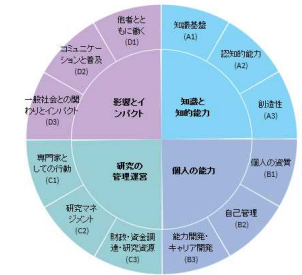 他者とと
もに働く
(D1)
知識基盤
(A1)
コミュニケー
ションと普及
(D2)
認知的能力
(A2)
一般社会との関
わりとインパクト
(D3)
影響とイ
ンパクト
知識と
知的能力
創造性
(A3)
専門家と
しての行動
(C1)
研究の
管理運営
個人の能力
個人の資質
(B1)
研究マネ
ジメント
(C2)
自己管理
(B2)
財政・資金調
達・研究資源
(C3)
能力開発・
キャリア開発
(B3)